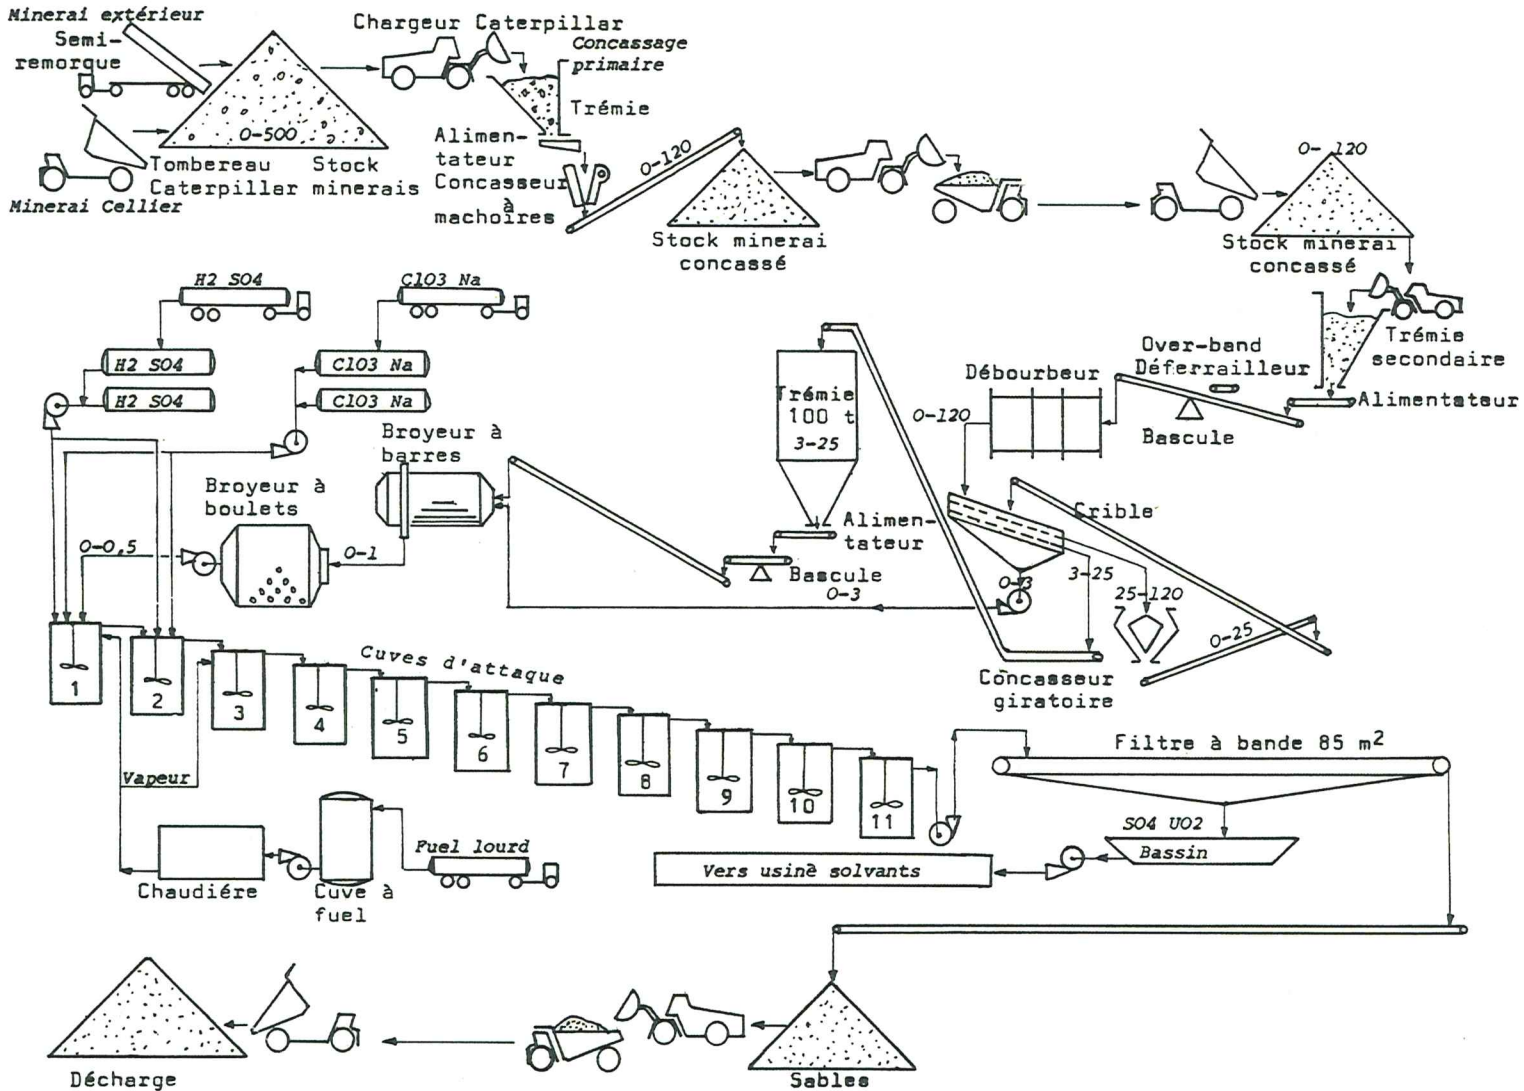 Minerai extérieur
Semi-
remorque
0-500
Tombereau
Caterpillar
Stock
minerais
Minerai Cellier
Chargeur Caterpillar
Concassage
primaire
Trémie
Alimen-
tateur
Concasseur
à
machoires
0-120
Stock minerai
concassé
0-120
Stock minerai
concassé
Trémie
secondaire
Over-band
Déferrailleur
Alimentateur
Bascule
Débourbeur
0-120
Crible
0-3
3-25
25-120
0-25
Concasseur
giratoire
Trémie
100 t
3-25
Alimen-
tateur
Bascule
0-3
H2 SO4
ClO3 Na
H2 SO4
ClO3 Na
H2 SO4
ClO3 Na
Broyeur à
barres
Broyeur à
boulets
0-1
0-0,5
Cuves d'attaque
1
2
3
4
5
6
7
8
9
10
11
Vapeur
Chaudiére
Cuve à
fuel
Fuel lourd
Filtre à bande 85 m2
SO4 UO2
Bassin
Vers usinè solvants
Décharge
Sables